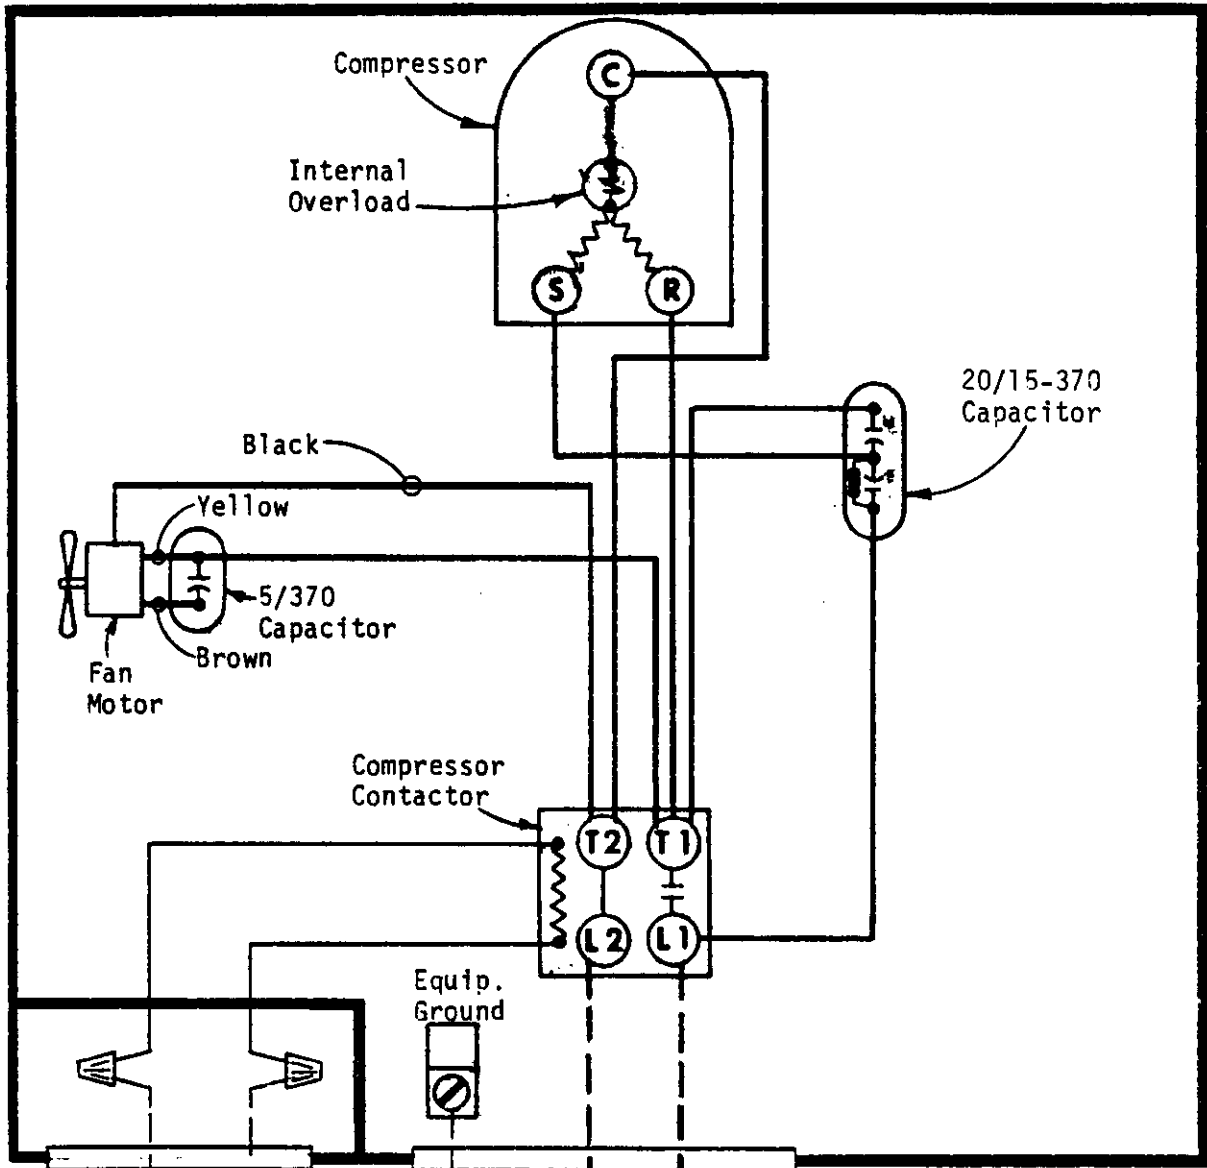 Compressor
C
Internal
Overload
S
R
20/15-370
Capacitor
Black
Yellow
5/370
Capacitor
Brown
Fan
Motor
Compressor
Contactor
T2
T1
L2
L1
Equip.
Ground